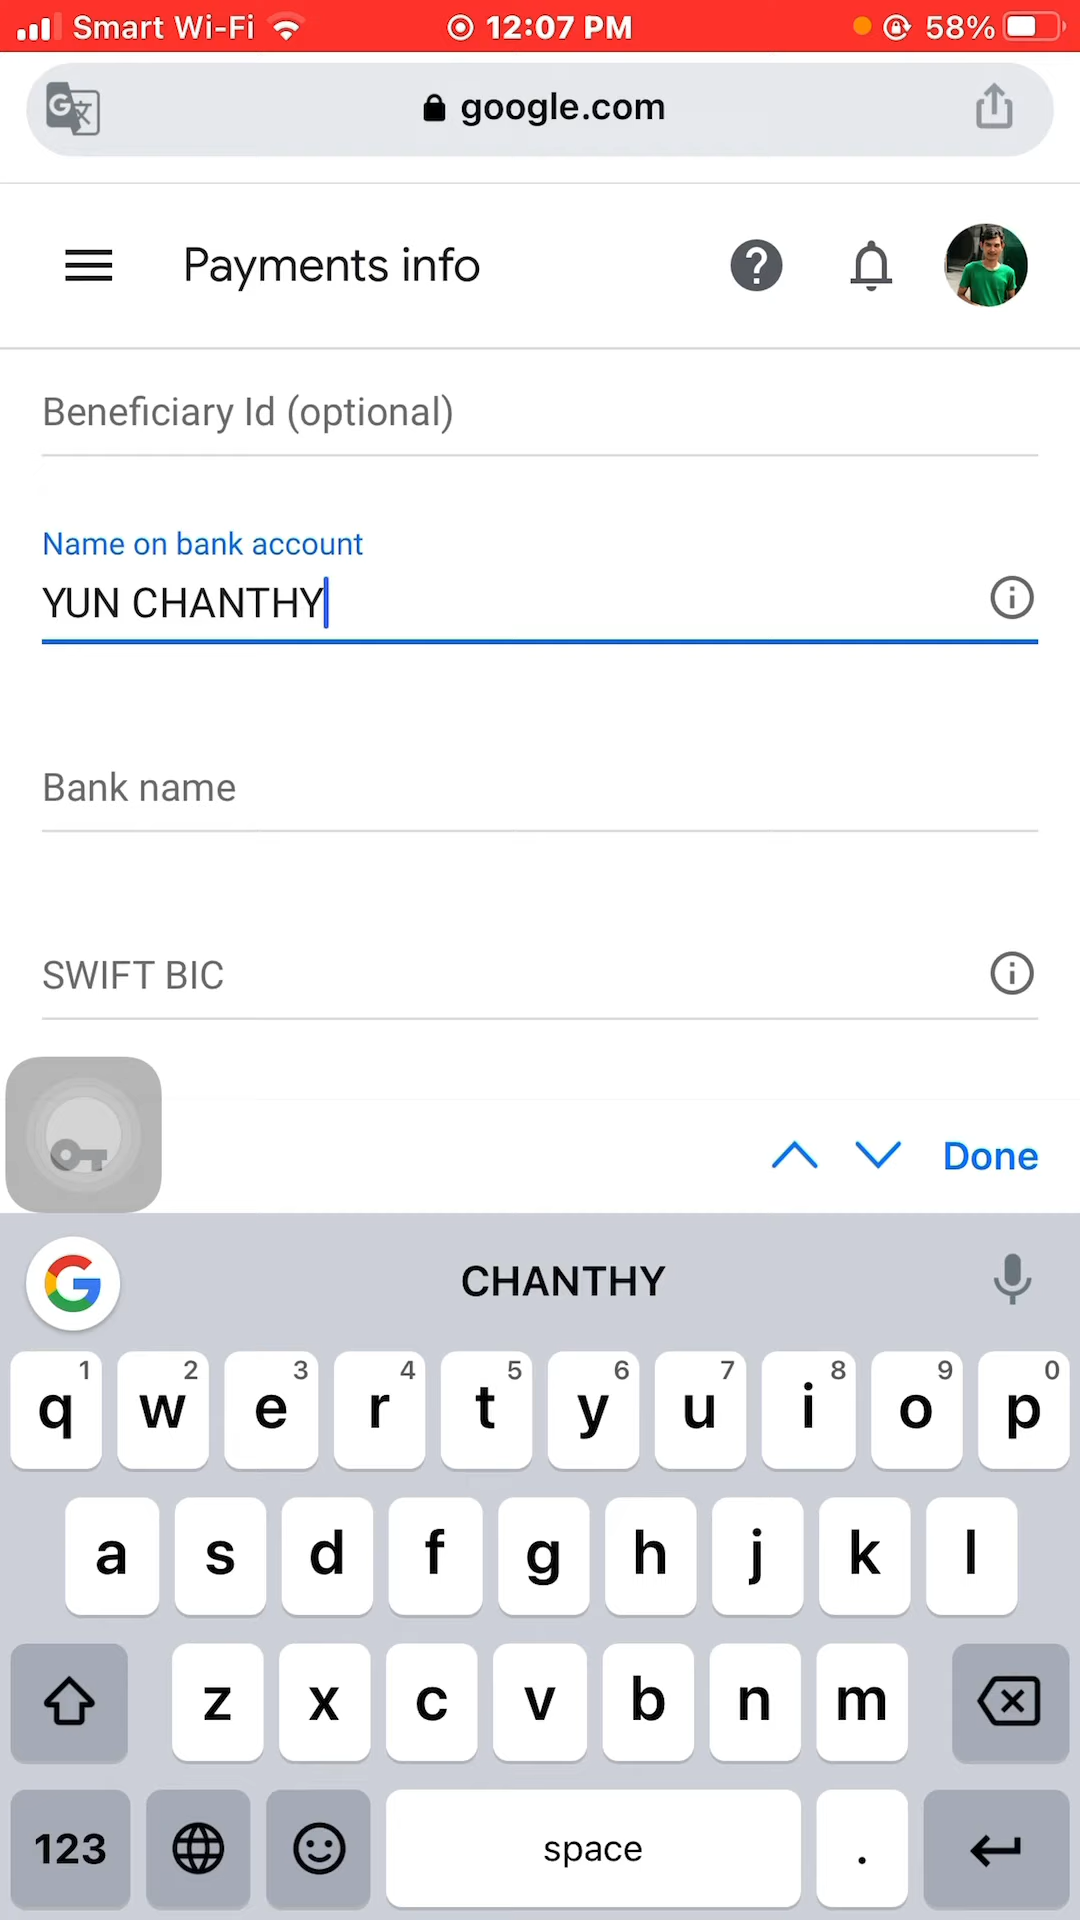 Smart Wi-Fi 12:07 PM 58%
google.com
Payments info
Beneficiary Id (optional)
Name on bank account
YUN CHANTHY
Bank name
SWIFT BIC
Done
CHANTHY
1 2 3 4 5 6 7 8 9 0
q w e r t y u i o p
a s d f g h j k l
z x c v b n m
123 space .